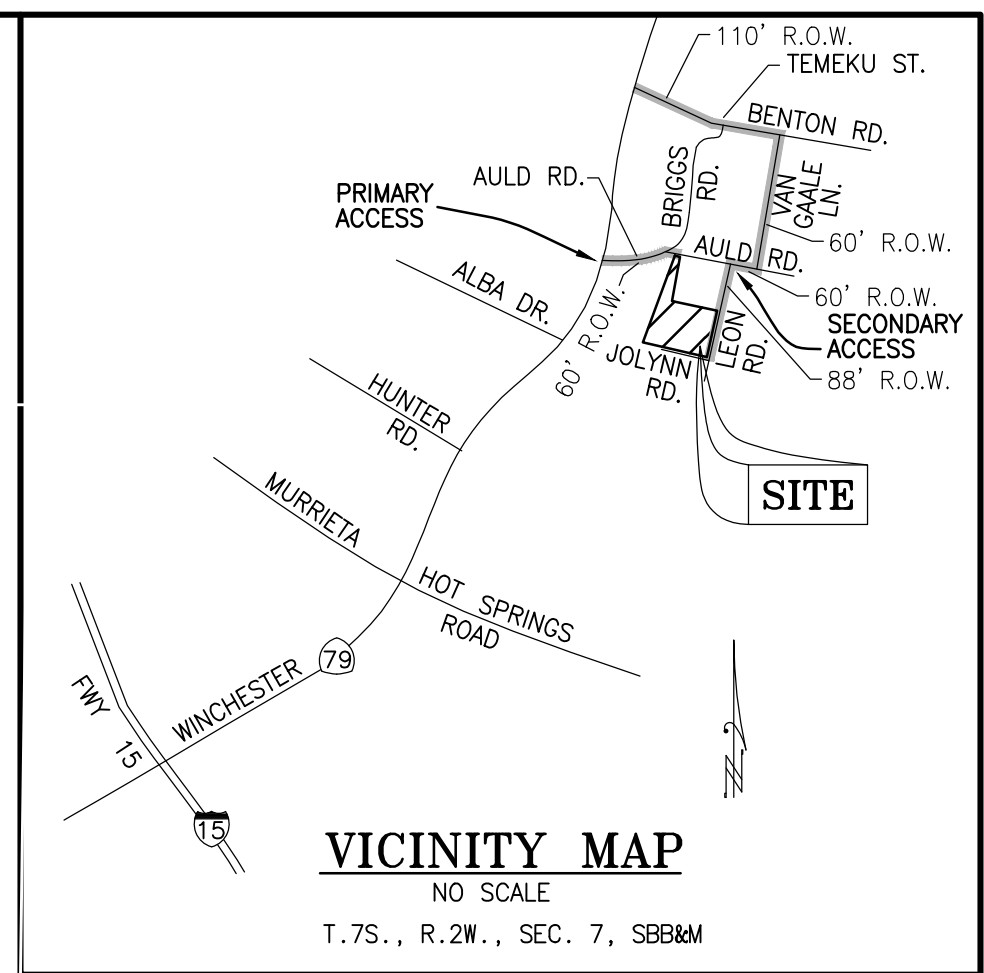 110' R.O.W.
TEMEKU ST.
BENTON RD.
BRIGGS
RD.
VAN
GAALE
LN.
AULD RD.
PRIMARY
ACCESS
60' R.O.W.
AULD RD.
ALBA DR.
60' R.O.W.
60' R.O.W.
SECONDARY
ACCESS
LEON
RD.
JOLYNN
RD.
88' R.O.W.
HUNTER
RD.
SITE
MURRIETA
HOT SPRINGS
ROAD
79
WINCHESTER
FWY 15
N
15
VICINITY MAP
NO SCALE
T.7S., R.2W., SEC. 7, SBB&M